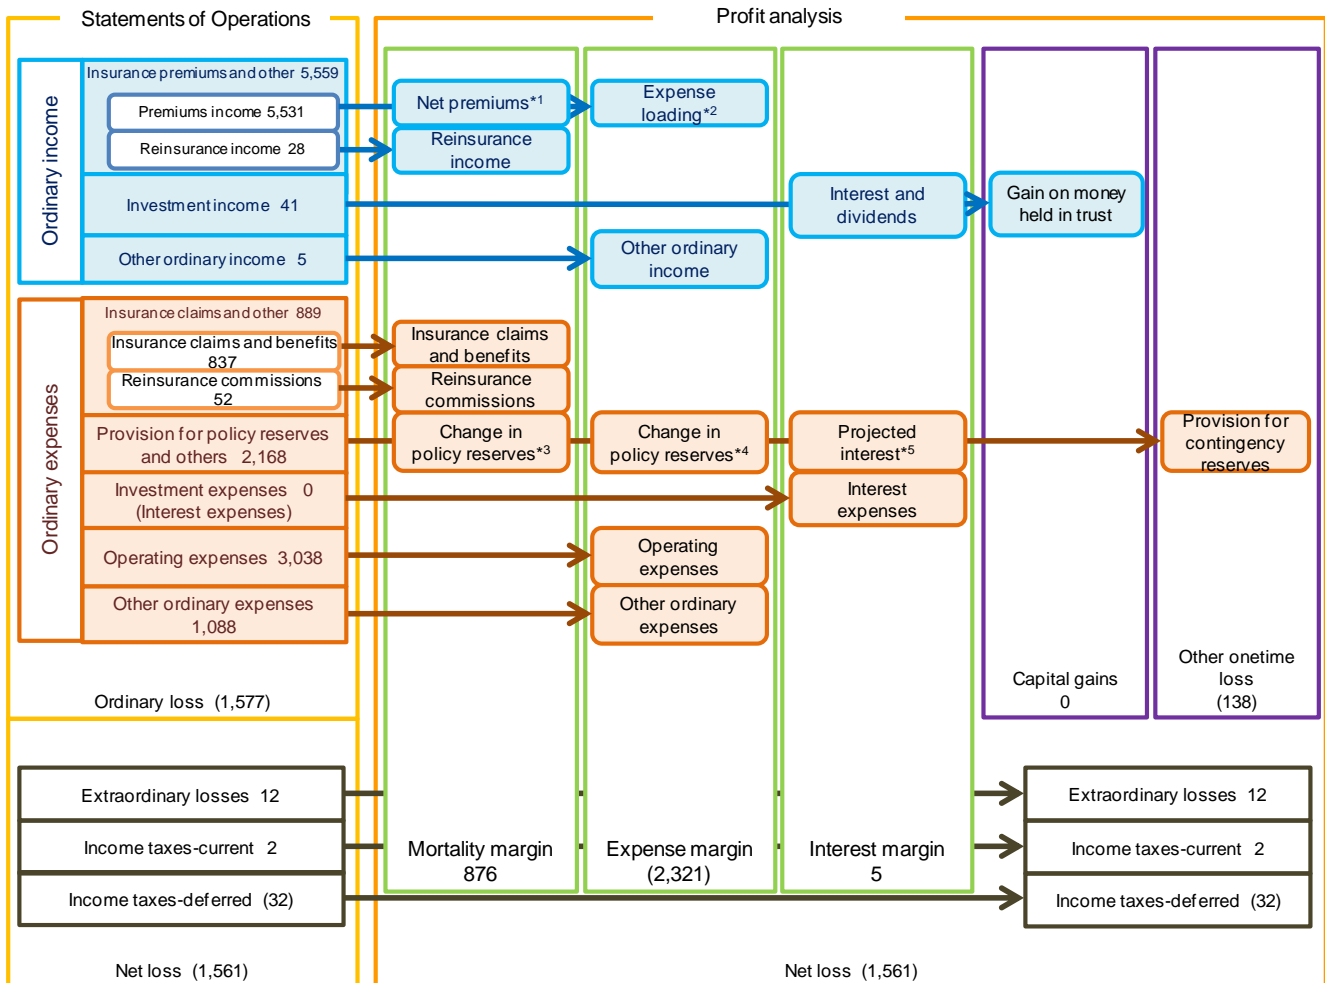 Statements of Operations
Profit analysis
Ordinary income
Insurance premiums and other 5,559
Premiums income 5,531
Reinsurance income 28
Investment income 41
Other ordinary income 5
Net premiums*1
Reinsurance
income
Expense
loading*2
Other ordinary
income
Interest and
dividends
Gain on money
held in trust
Ordinary expenses
Insurance claims and other 889
Insurance claims and benefits
837
Reinsurance commissions
52
Provision for policy reserves
and others 2,168
Investment expenses 0
(Interest expenses)
Operating expenses 3,038
Other ordinary expenses
1,088
Insurance claims
and benefits
Reinsurance
commissions
Change in
policy reserves*3
Change in
policy reserves*4
Projected
interest*5
Provision for
contingency
reserves
Interest
expenses
Operating
expenses
Other ordinary
expenses
Ordinary loss (1,577)
Capital gains
0
Other onetime
loss
(138)
Extraordinary losses 12
Income taxes-current 2
Income taxes-deferred (32)
Mortality margin
876
Expense margin
(2,321)
Interest margin
5
Extraordinary losses 12
Income taxes-current 2
Income taxes-deferred (32)
Net loss (1,561)
Net loss (1,561)